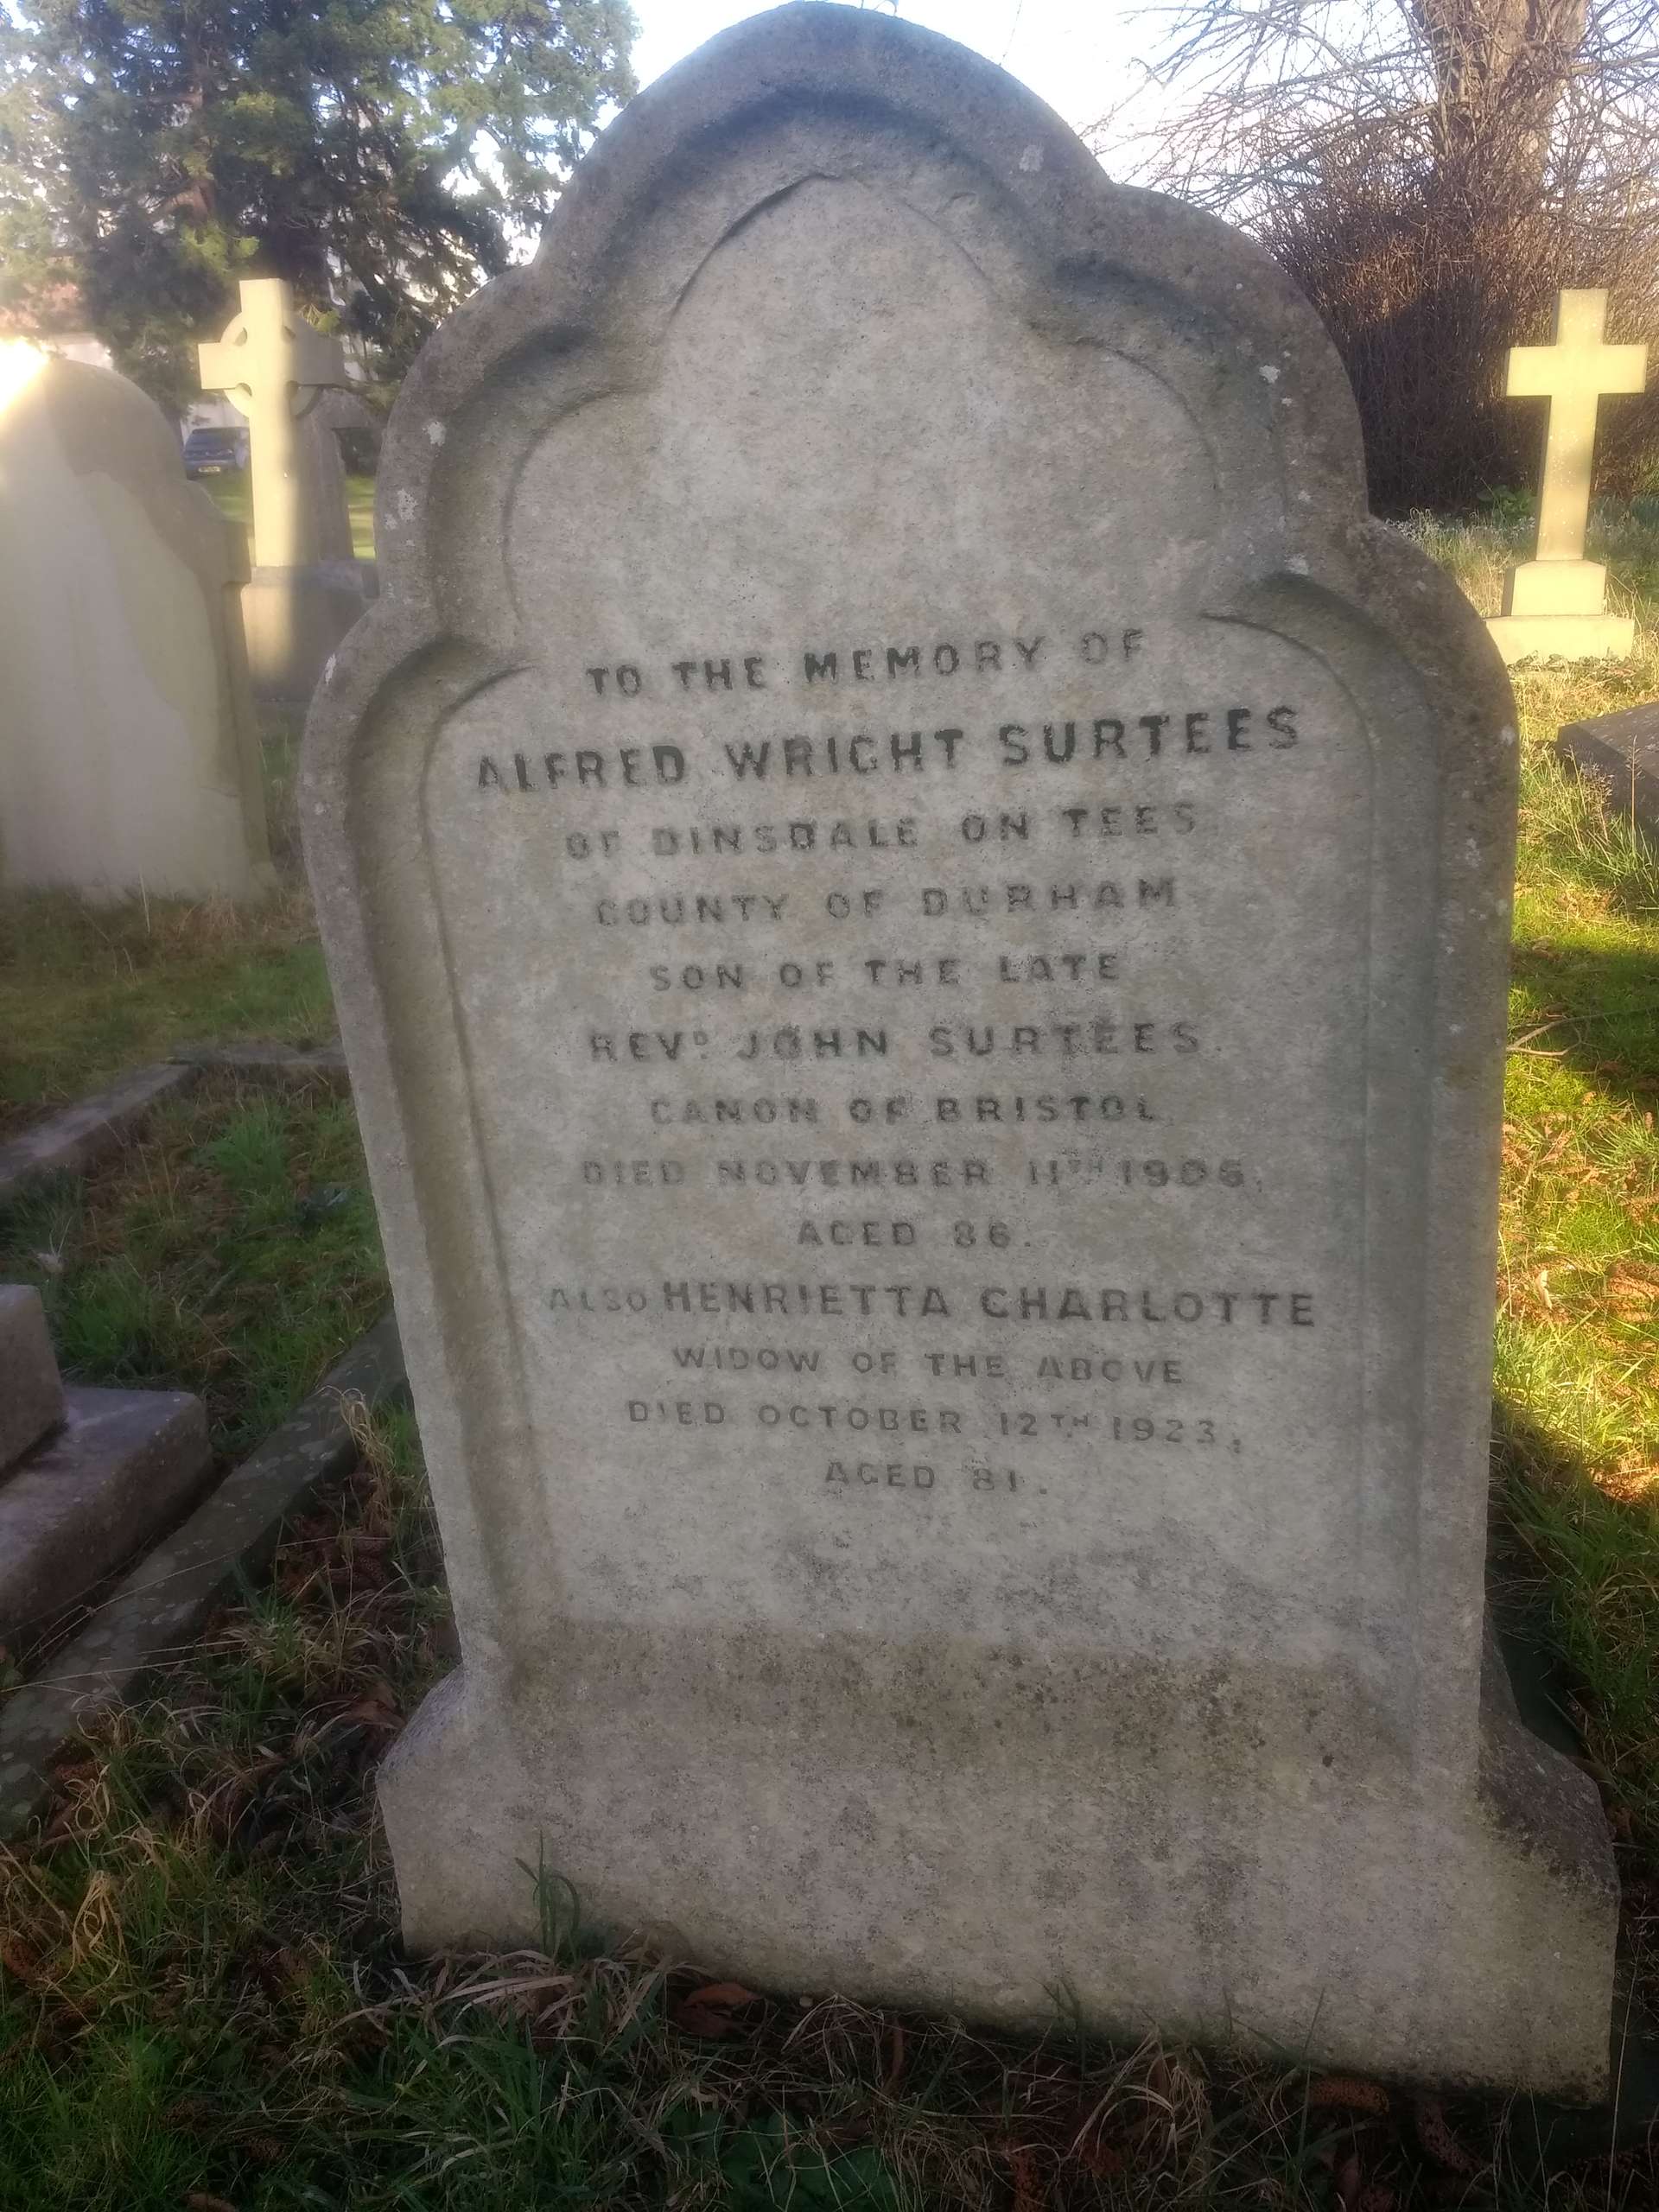 TO THE MEMORY OF
ALFRED WRIGHT SURTEES
OF DINSDALE ON TEES
COUNTY OF DURHAM
SON OF THE LATE
REVD. JOHN SURTEES.
CANON OF BRISTOL
DIED NOVEMBER 11TH 1906.
AGED 86.
ALSO HENRIETTA CHARLOTTE
WIDOW OF THE ABOVE
DIED OCTOBER 12TH 1923,
AGED 81.